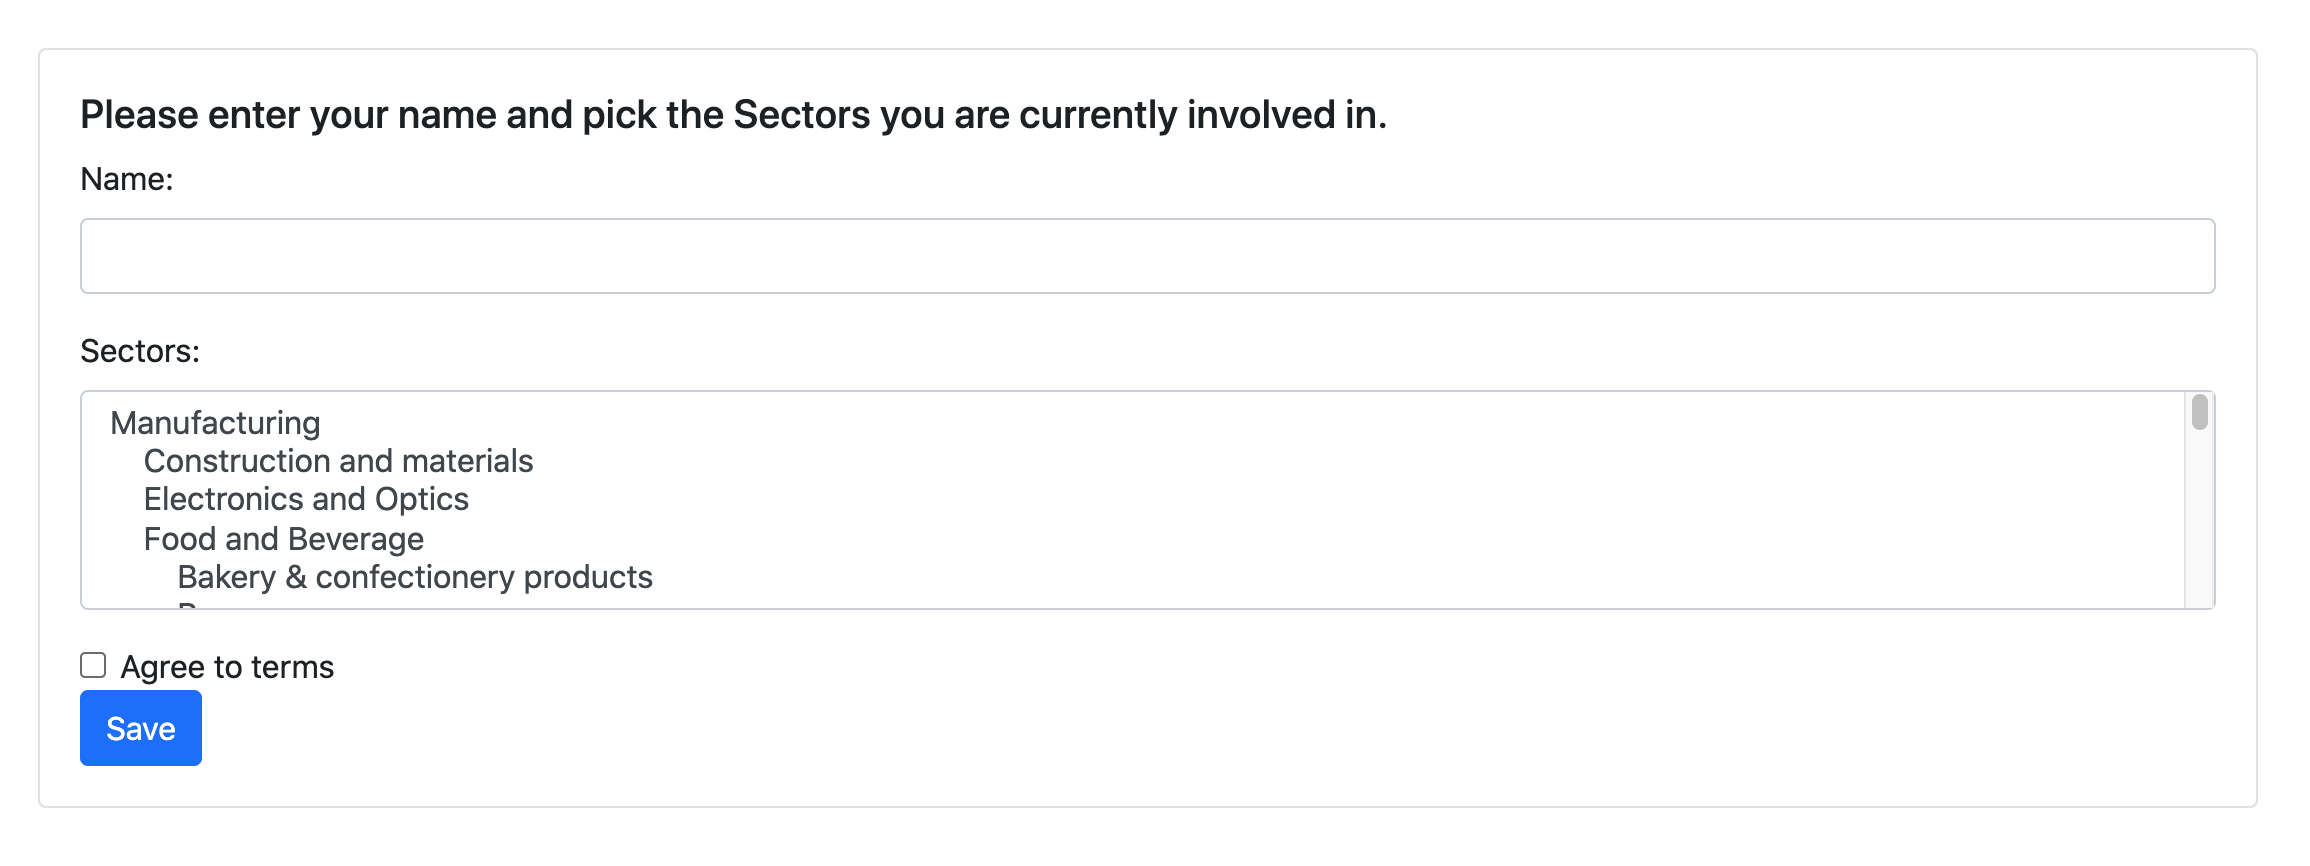 Please enter your name and pick the Sectors you are currently involved in.
Name:
Sectors:
Manufacturing
Construction and materials
Electronics and Optics
Food and Beverage
Bakery & confectionery products
Agree to terms
Save